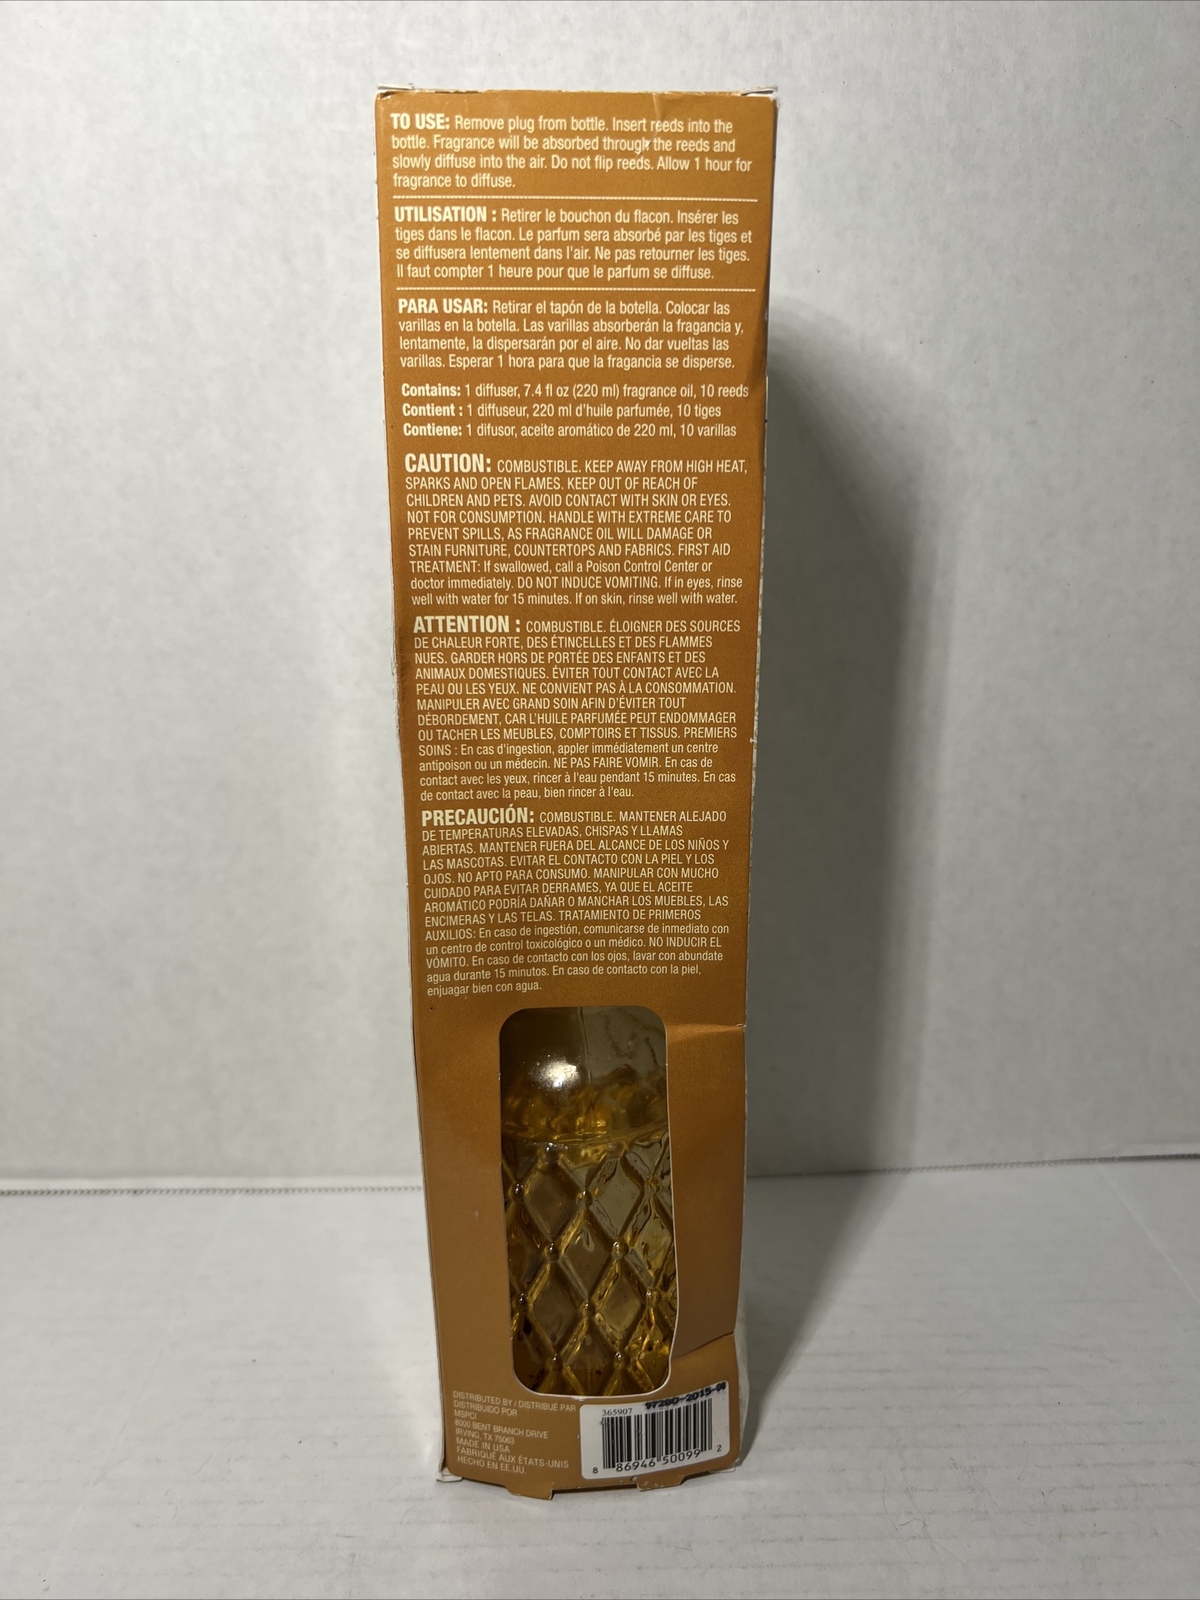 TO USE: Remove plug from bottle. Insert reeds into the
bottle. Fragrance will be absorbed through the reeds and
slowly diffuse into the air. Do not flip reeds. Allow 1 hour for
fragrance to diffuse.
UTILISATION : Retirer le bouchon du flacon. Insérer les
tiges dans le flacon. Le parfum sera absorbé par les tiges et
se diffusera lentement dans l'air. Ne pas retourner les tiges.
Il faut compter 1 heure pour que le parfum se diffuse.
PARA USAR: Retirar el tapón de la botella. Colocar las
varillas en la botella. Las varillas absorberán la fragancia y,
lentamente, la dispersarán por el aire. No dar vueltas las
varillas. Esperar 1 hora para que la fragancia se disperse.
Contains: 1 diffuser, 7.4 fl oz (220 ml) fragrance oil, 10 reeds
Contient : 1 diffuseur, 220 ml d'huile parfumée, 10 tiges
Contiene: 1 difusor, aceite aromático de 220 ml, 10 varillas
CAUTION: COMBUSTIBLE. KEEP AWAY FROM HIGH HEAT,
SPARKS AND OPEN FLAMES. KEEP OUT OF REACH OF
CHILDREN AND PETS. AVOID CONTACT WITH SKIN OR EYES.
NOT FOR CONSUMPTION. HANDLE WITH EXTREME CARE TO
PREVENT SPILLS, AS FRAGRANCE OIL WILL DAMAGE OR
STAIN FURNITURE, COUNTERTOPS AND FABRICS. FIRST AID
TREATMENT: If swallowed, call a Poison Control Center or
doctor immediately. DO NOT INDUCE VOMITING. If in eyes, rinse
well with water for 15 minutes. If on skin, rinse well with water.
ATTENTION : COMBUSTIBLE. ÉLOIGNER DES SOURCES
DE CHALEUR FORTE, DES ÉTINCELLES ET DES FLAMMES
NUES. GARDER HORS DE PORTÉE DES ENFANTS ET DES
ANIMAUX DOMESTIQUES. ÉVITER TOUT CONTACT AVEC LA
PEAU OU LES YEUX. NE CONVIENT PAS À LA CONSOMMATION.
MANIPULER AVEC GRAND SOIN AFIN D'ÉVITER TOUT
DÉBORDEMENT, CAR L'HUILE PARFUMÉE PEUT ENDOMMAGER
OU TACHER LES MEUBLES, COMPTOIRS ET TISSUS. PREMIERS
SOINS : En cas d'ingestion, appler immédiatement un centre
antipoison ou un médecin. NE PAS FAIRE VOMIR. En cas de
contact avec les yeux, rincer à l'eau pendant 15 minutes. En cas
de contact avec la peau, bien rincer à l'eau.
PRECAUCIÓN: COMBUSTIBLE. MANTENER ALEJADO
DE TEMPERATURAS ELEVADAS, CHISPAS Y LLAMAS
ABIERTAS. MANTENER FUERA DEL ALCANCE DE LOS NIÑOS Y
LAS MASCOTAS. EVITAR EL CONTACTO CON LA PIEL Y LOS
OJOS. NO APTO PARA CONSUMO. MANIPULAR CON MUCHO
CUIDADO PARA EVITAR DERRAMES, YA QUE EL ACEITE
AROMÁTICO PODRÍA DAÑAR O MANCHAR LOS MUEBLES, LAS
ENCIMERAS Y LAS TELAS. TRATAMIENTO DE PRIMEROS
AUXILIOS: En caso de ingestión, comunicarse de inmediato con
un centro de control toxicológico o un médico. NO INDUCIR EL
VÓMITO. En caso de contacto con los ojos, lavar con abundate
agua durante 15 minutos. En caso de contacto con la piel,
enjuagar bien con agua.
DISTRIBUTED BY / DISTRIBUÉ PAR
DISTRIBUIDO POR
MSPCI
8000 BENT BRANCH DRIVE
IRVING, TX 75063
MADE IN USA
FABRIQUÉ AUX ÉTATS-UNIS
HECHO EN EE.UU.
365907
8 86946 50099 2